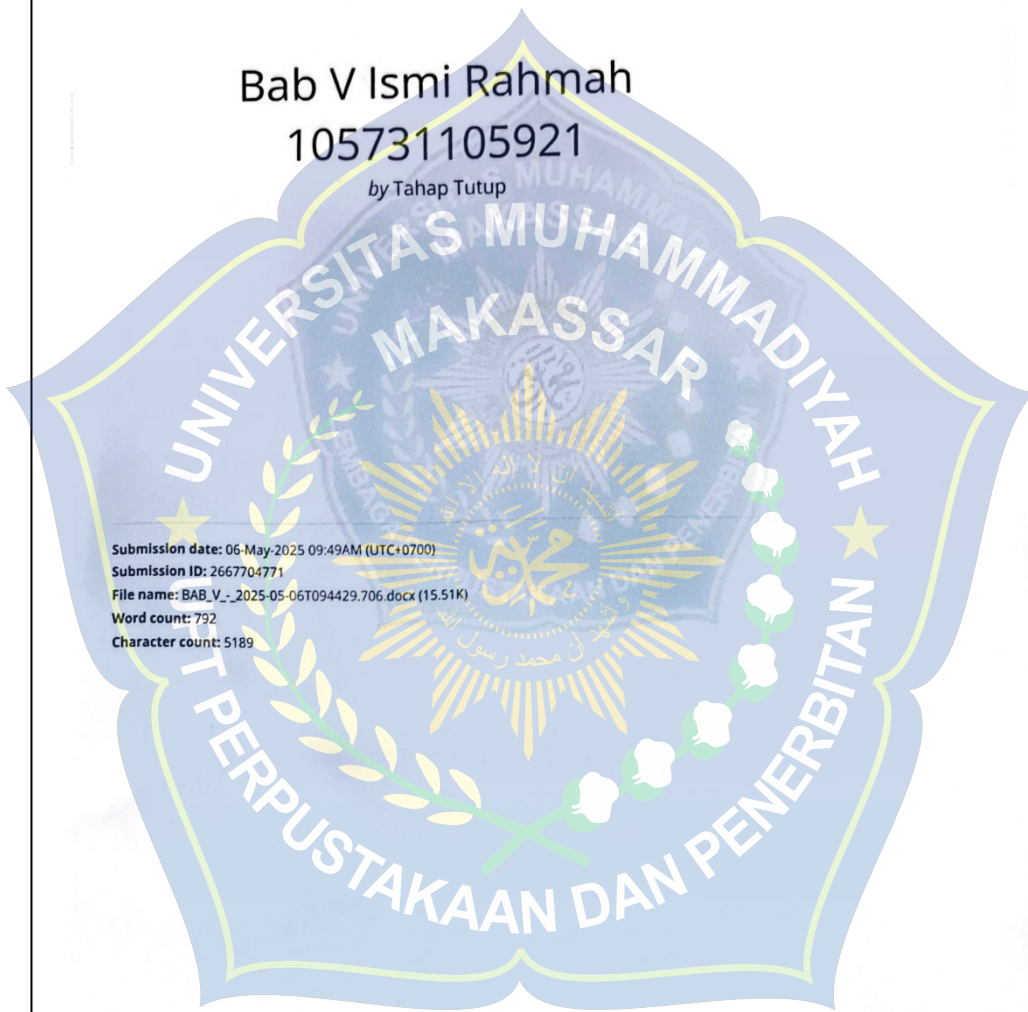 Bab V Ismi Rahmah
105731105921
by Tahap Tutup
UNIVERSITAS MUHAMMADIYAH
MAKASSAR
Submission date: 06-May-2025 09:49AM (UTC+0700)
Submission ID: 2667704771
File name: BAB_V_-_2025-05-06T094429.706.docx (15.51K)
Word count: 792
Character count: 5189
UPT PERPUSTAKAAN DAN PENERBITAN